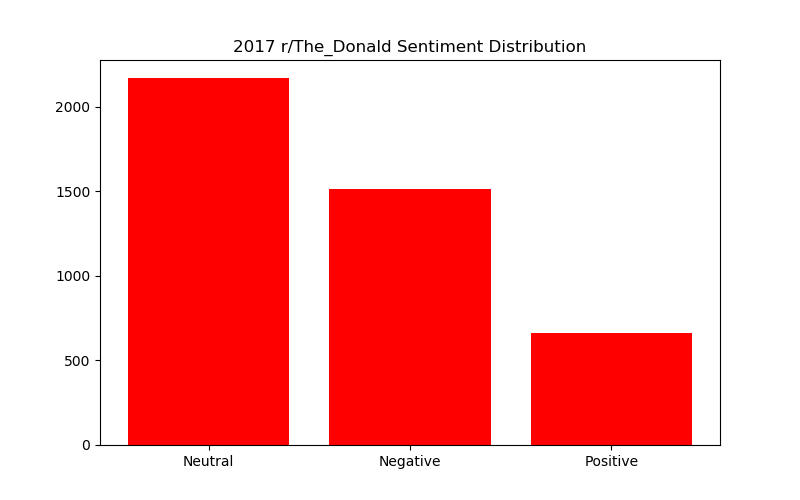 2017 r/The_Donald Sentiment Distribution
2000
1500
1000
500
0
Neutral Negative Positive